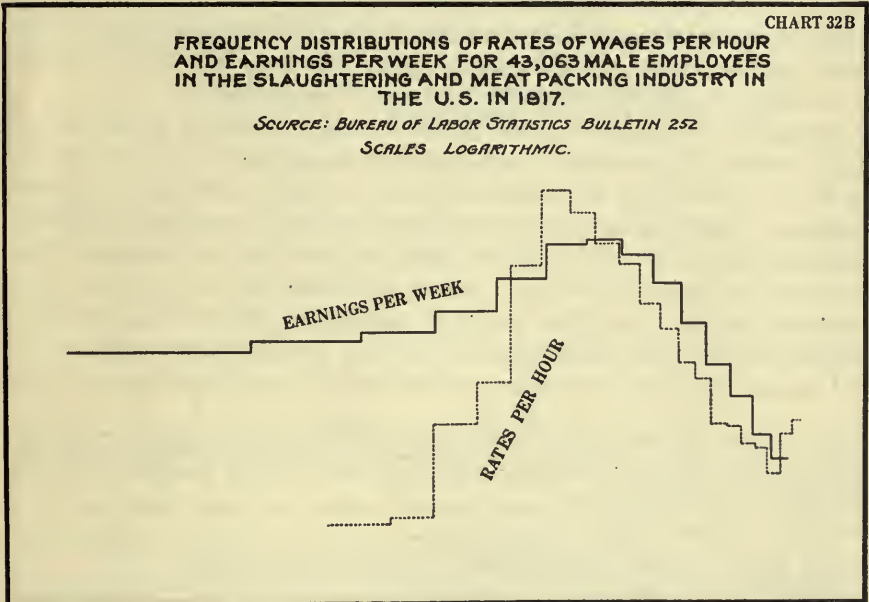 CHART 32B
FREQUENCY DISTRIBUTIONS OF RATES OF WAGES PER HOUR
AND EARNINGS PER WEEK FOR 43,063 MALE EMPLOYEES
IN THE SLAUGHTERING AND MEAT PACKING INDUSTRY IN
THE U.S. IN 1917.
SOURCE: BUREAU OF LABOR STATISTICS BULLETIN 252
SCALES LOGARITHMIC.
EARNINGS PER WEEK
RATES PER HOUR